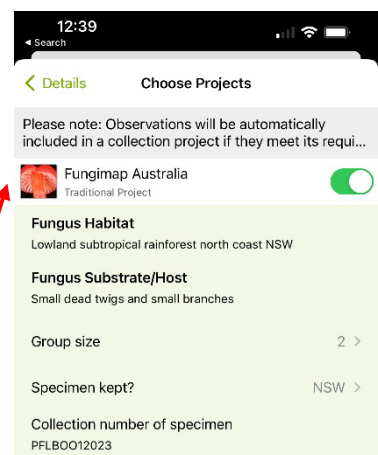 12:39
Search
Details
Choose Projects
Please note: Observations will be automatically
included in a collection project if they meet its requi...
Fungimap Australia
Traditional Project
Fungus Habitat
Lowland subtropical rainforest north coast NSW
Fungus Substrate/Host
Small dead twigs and small branches
Group size
2
Specimen kept?
NSW
Collection number of specimen
PFLBOO12023